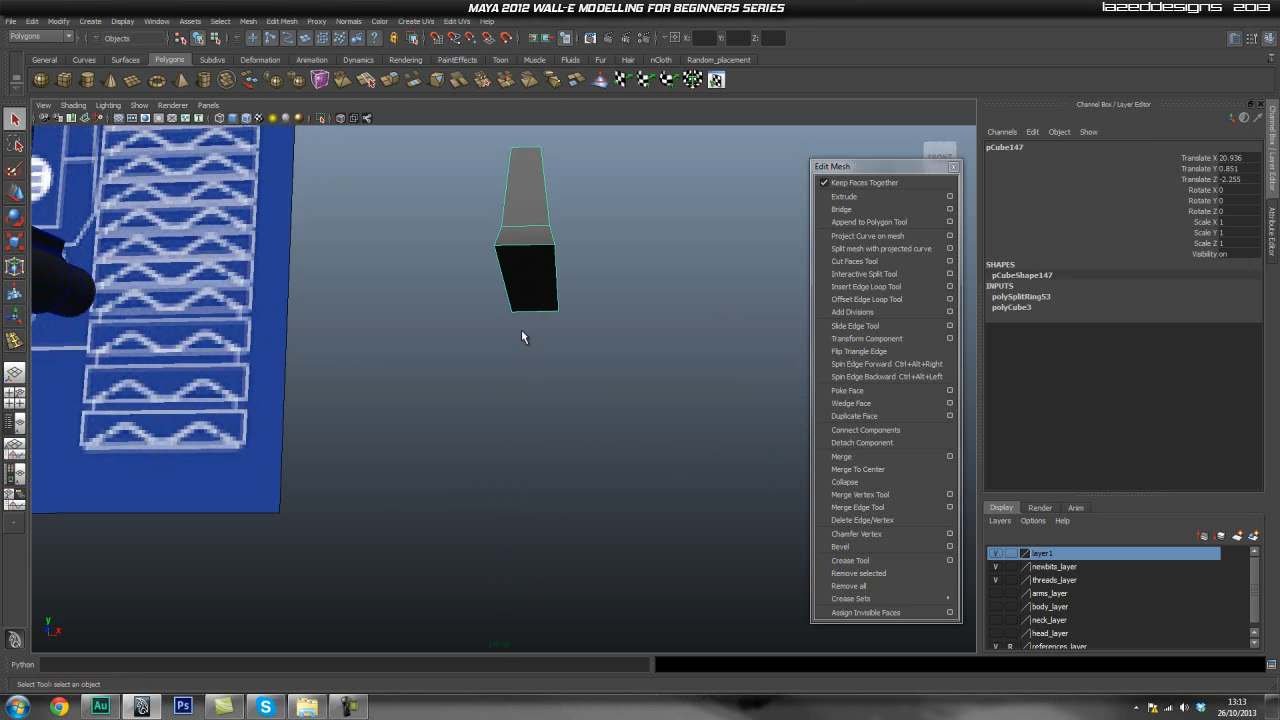 MAYA 2012 WALL-E MODELLING FOR BEGINNERS SERIES
LAZEDDESIGNS 2013
File Edit Modify Create Display Window Assets Select Mesh Edit Mesh Proxy Normals Color Create UVs Edit UVs Help
Polygons Objects X: Y: Z:
General Curves Surfaces Polygons Subdivs Deformation Animation Dynamics Rendering PaintEffects Toon Muscle Fluids Fur Hair nCloth Random_placement
View Shading Lighting Show Renderer Panels
Channel Box / Layer Editor
Channels Edit Object Show
pCube147
Translate X 20.936
Translate Y 0.851
Translate Z -2.255
Rotate X 0
Rotate Y 0
Rotate Z 0
Scale X 1
Scale Y 1
Scale Z 1
Visibility on
SHAPES
pCubeShape147
INPUTS
polySplitRing53
polyCube3
Channel Box / Layer Editor
Attribute Editor
Edit Mesh
Keep Faces Together
Extrude
Bridge
Append to Polygon Tool
Project Curve on mesh
Split mesh with projected curve
Cut Faces Tool
Interactive Split Tool
Insert Edge Loop Tool
Offset Edge Loop Tool
Add Divisions
Slide Edge Tool
Transform Component
Flip Triangle Edge
Spin Edge Forward Ctrl+Alt+Right
Spin Edge Backward Ctrl+Alt+Left
Poke Face
Wedge Face
Duplicate Face
Connect Components
Detach Component
Merge
Merge To Center
Collapse
Merge Vertex Tool
Merge Edge Tool
Delete Edge/Vertex
Chamfer Vertex
Bevel
Crease Tool
Remove selected
Remove all
Crease Sets
Assign Invisible Faces
Display Render Anim
Layers Options Help
V layer1
V newbits_layer
V threads_layer
arms_layer
body_layer
neck_layer
head_layer
V R references_layer
y
z x
Python
Select Tool: select an object
Au Ps S
13:13
26/10/2013